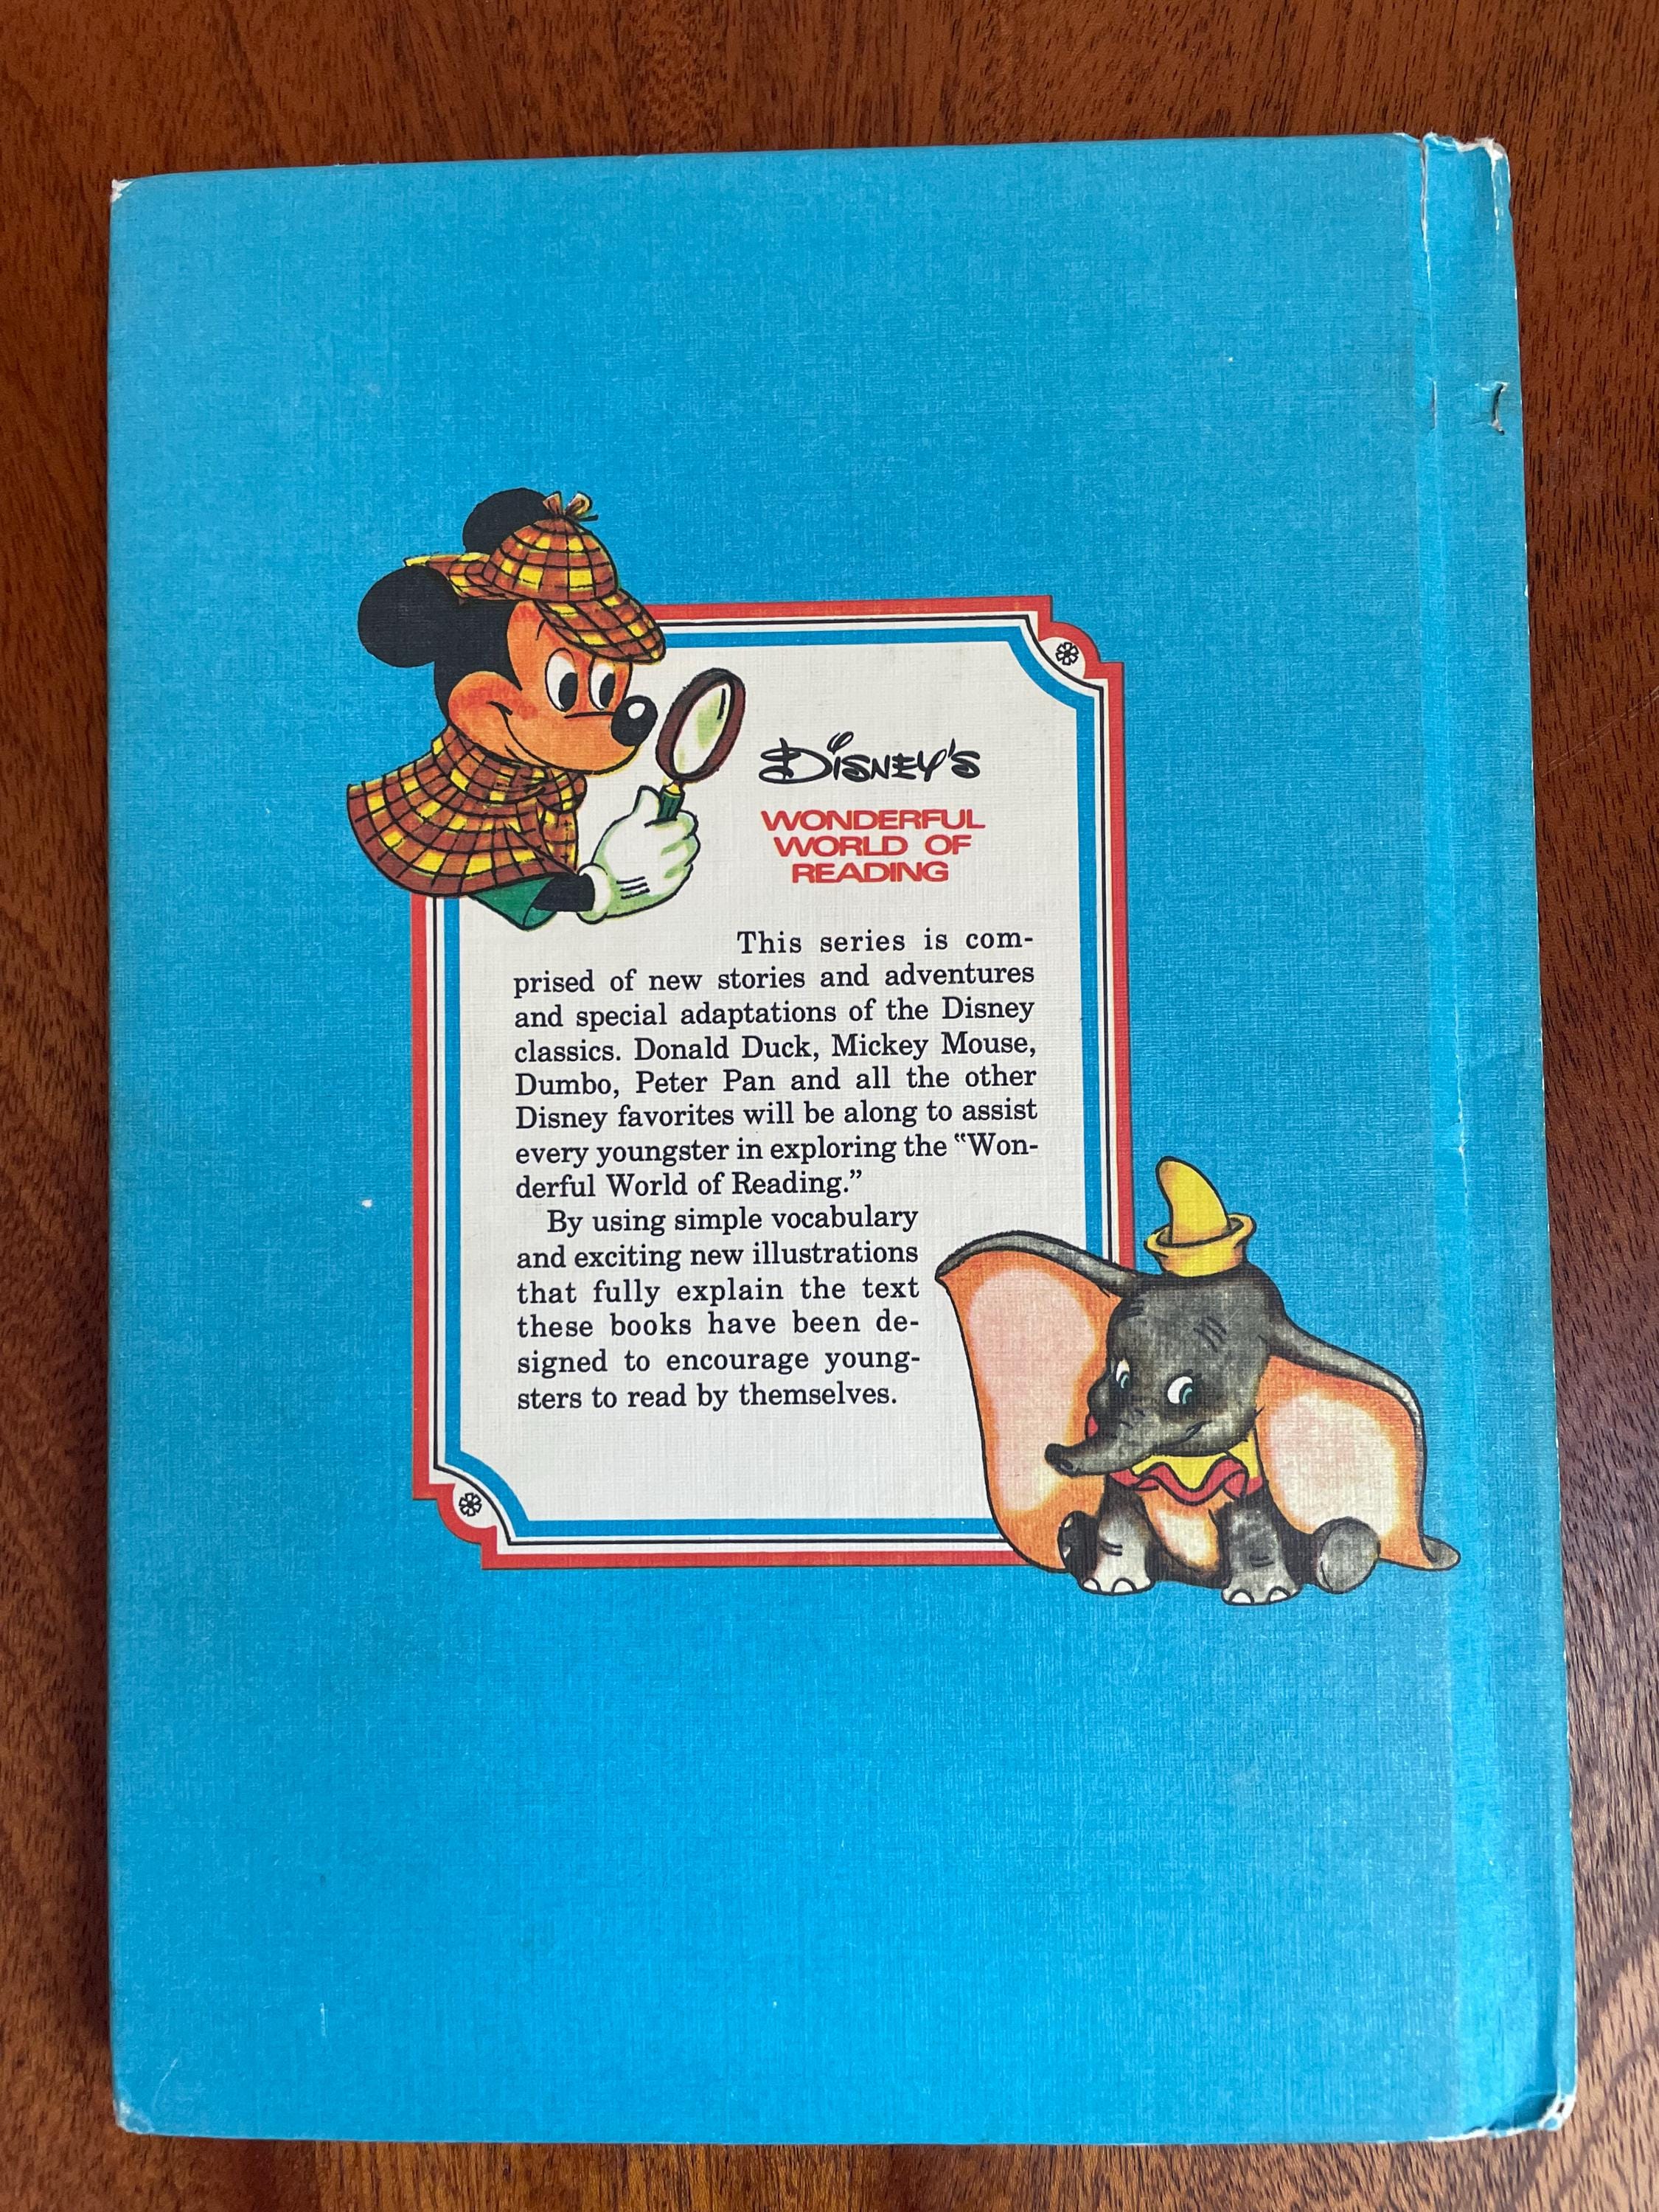 Disney's
WONDERFUL
WORLD OF
READING
This series is com-
prised of new stories and adventures
and special adaptations of the Disney
classics. Donald Duck, Mickey Mouse,
Dumbo, Peter Pan and all the other
Disney favorites will be along to assist
every youngster in exploring the “Won-
derful World of Reading.”
By using simple vocabulary
and exciting new illustrations
that fully explain the text
these books have been de-
signed to encourage young-
sters to read by themselves.